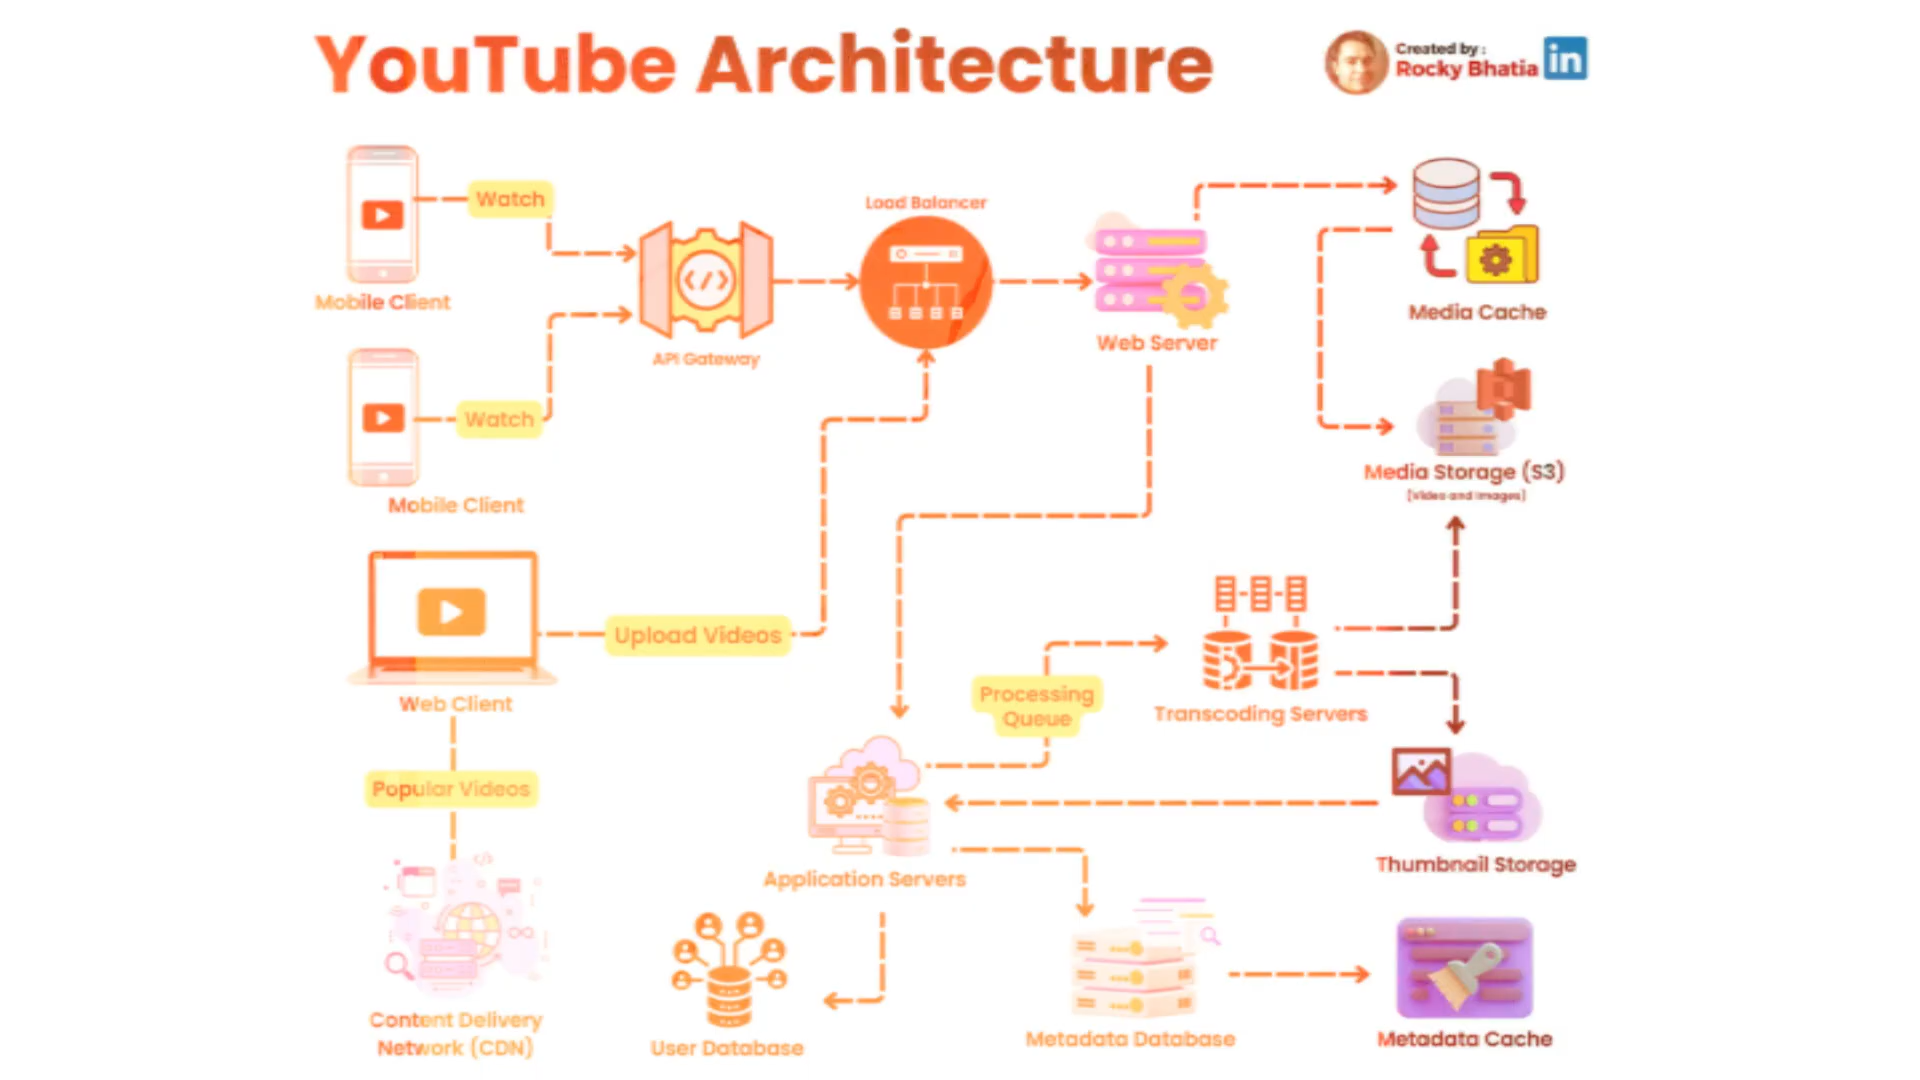 YouTube Architecture
Created by :
Rocky Bhatia
in
Watch
Mobile Client
Load Balancer
API Gateway
Web Server
Media Cache
Watch
Mobile Client
Media Storage (S3)
(Video and Images)
Upload Videos
Web Client
Processing
Queue
Transcoding Servers
Popular Videos
Application Servers
Thumbnail Storage
Content Delivery
Network (CDN)
User Database
Metadata Database
Metadata Cache